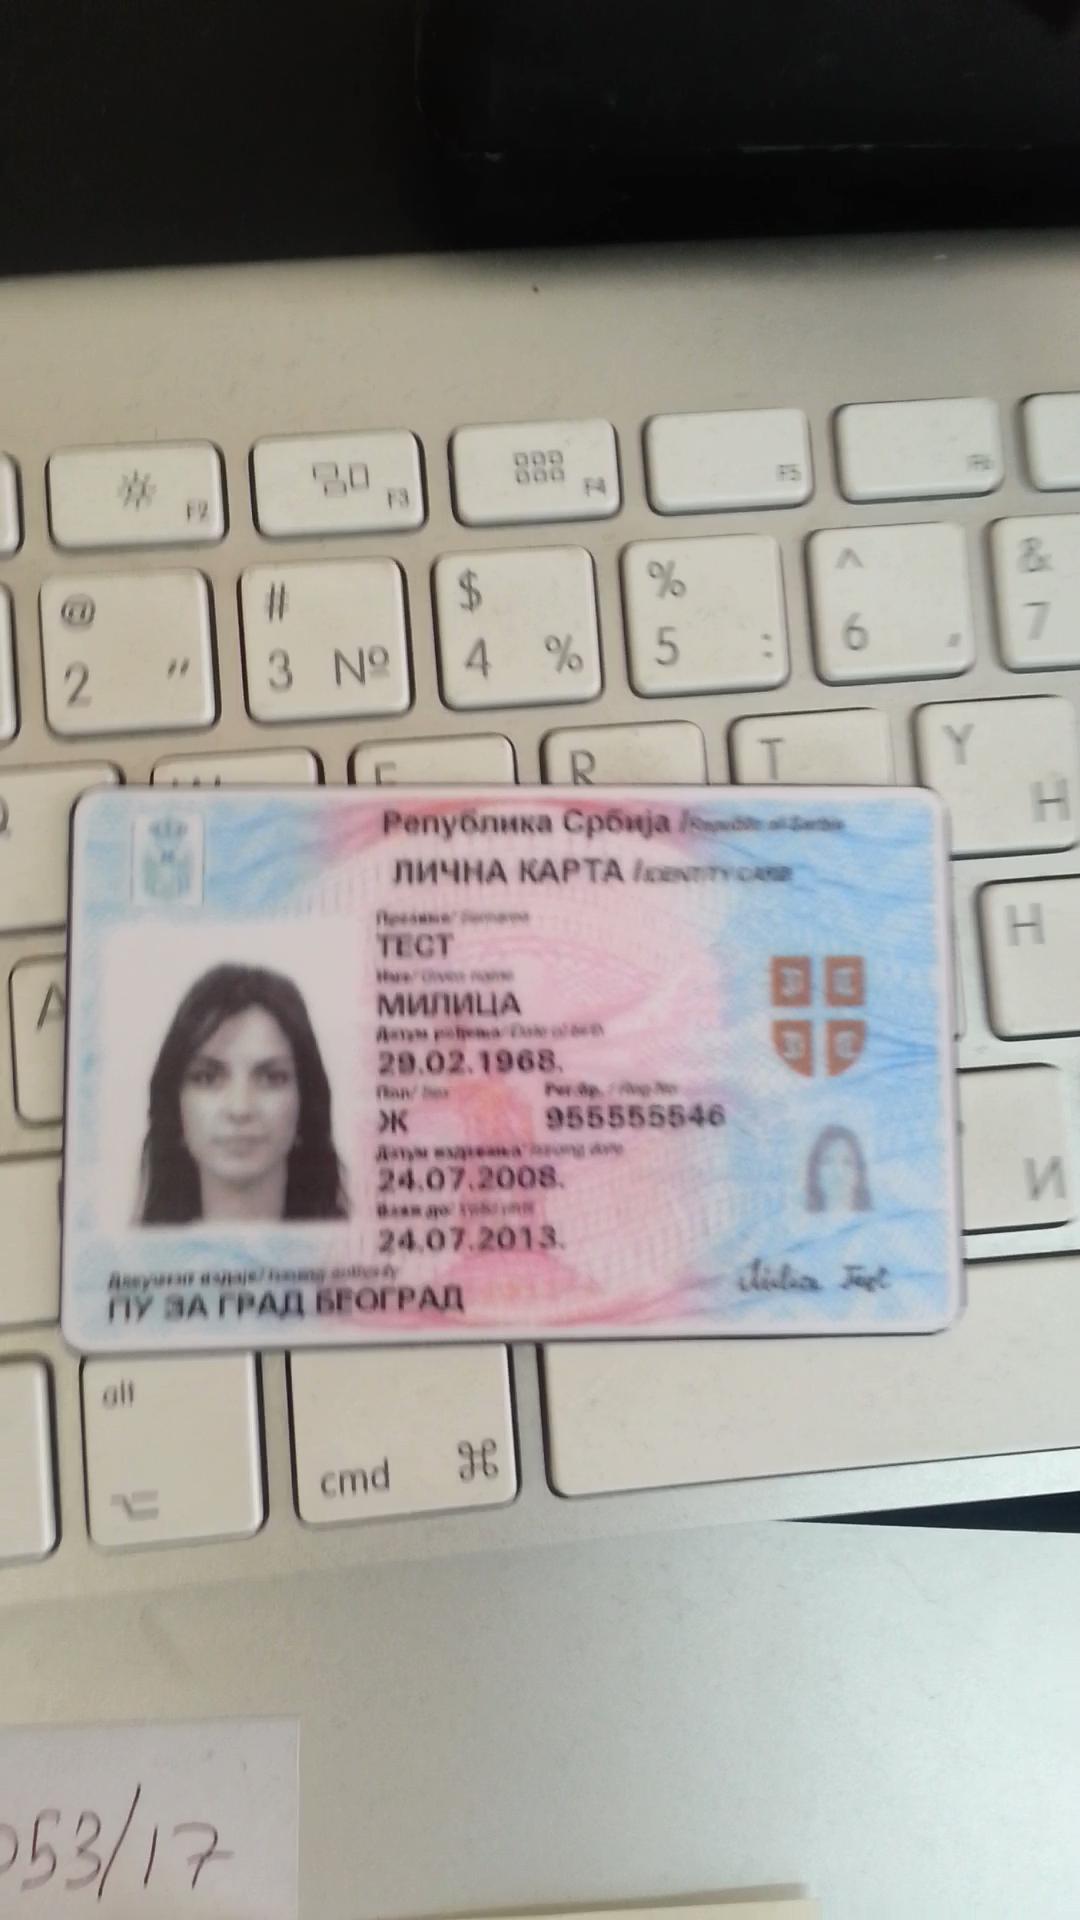 F2
F3
F4
F5
F6
@
#
$
%
^
&
2 "
3 №
4 %
5 :
6 ,
7
R
T
Y
Н
Република Србија / Republic of Serbia
ЛИЧНА КАРТА / IDENTITY CARD
Презиме/ Surname
ТЕСТ
Име/ Given name
МИЛИЦА
Датум рођења/ Date of birth
29.02.1968.
Пол/ Sex Рег.бр. / Reg.No
Ж 955555546
Датум издавања/ Issuing date
24.07.2008.
Важи до/
24.07.2013.
Документ издаје/ Issuing authority
ПУ ЗА ГРАД БЕОГРАД
Test
A
H
И
alt
cmd ⌘
053/17